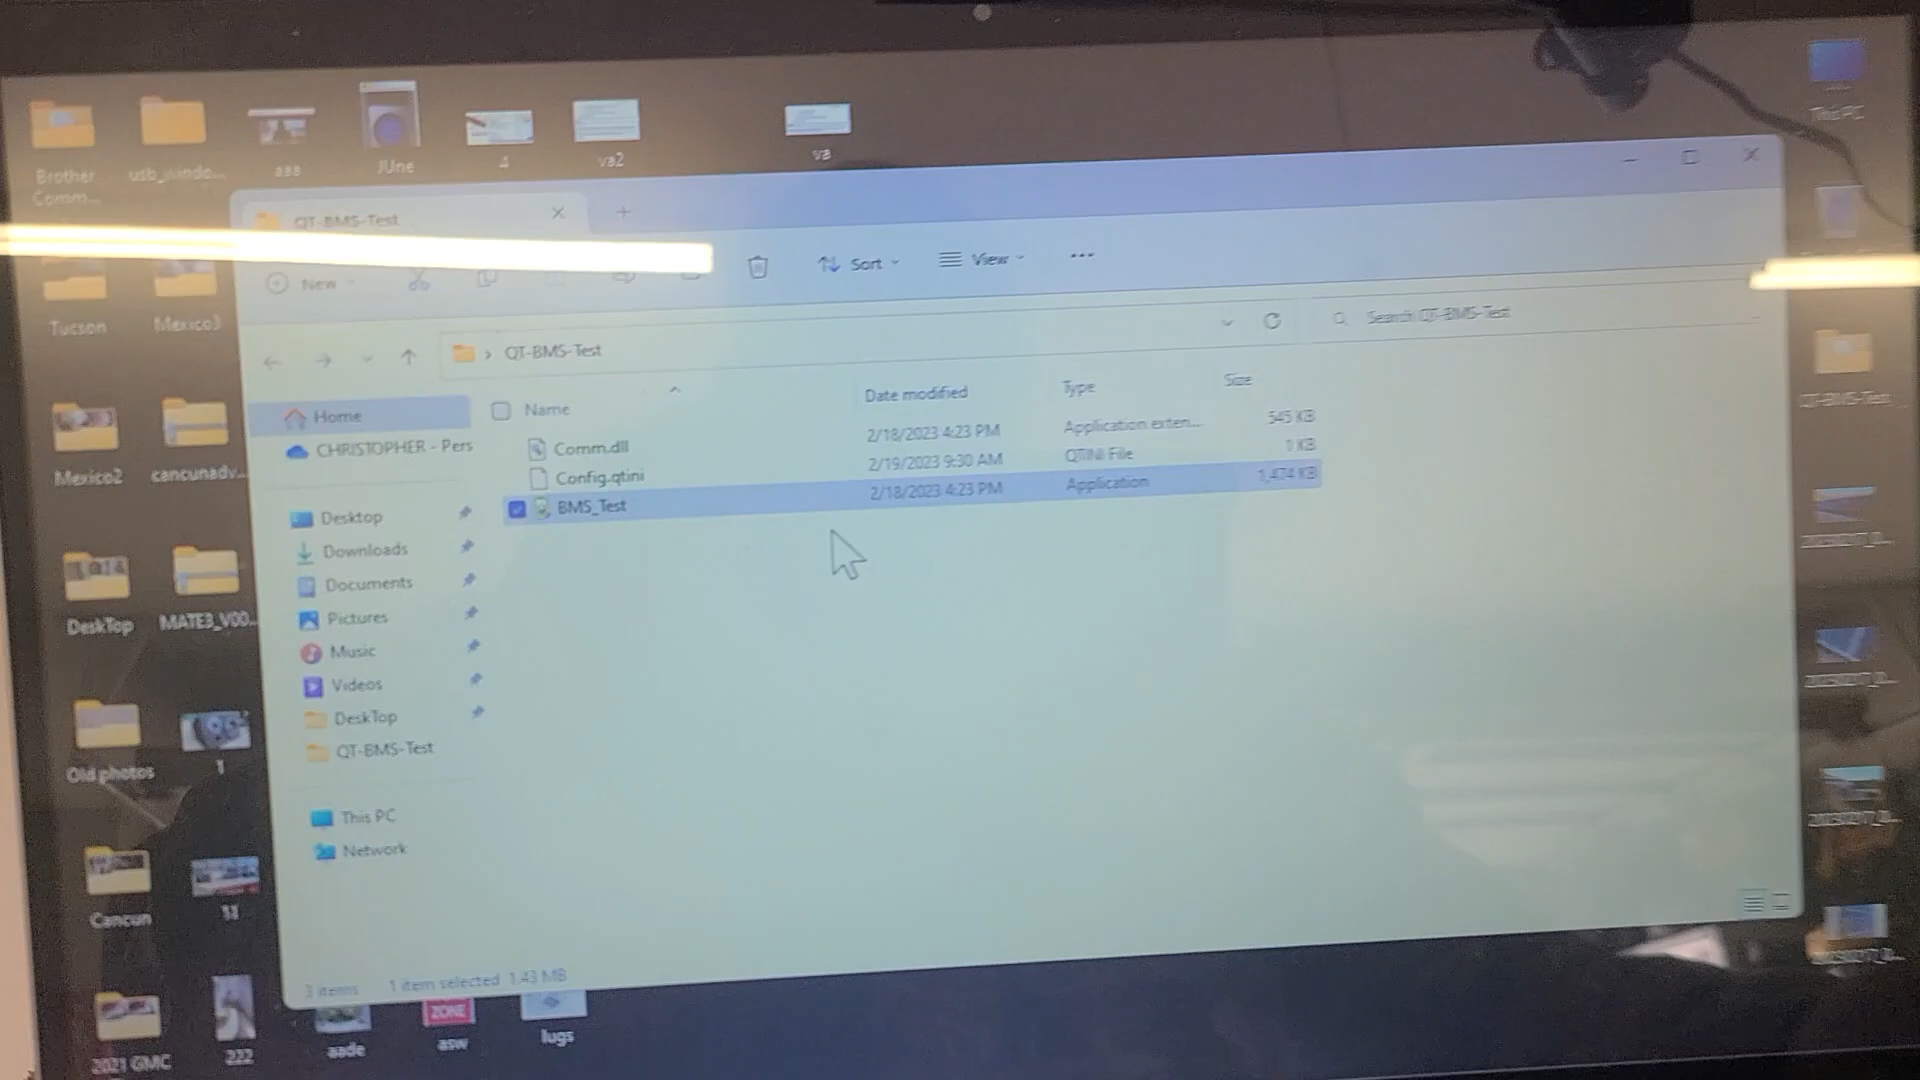 This PC
Brother
Comm...
usb_windo...
aaa
JUne
4
va2
va
QT-BMS-Test
New
Sort
View
Tucson
Mexico3
QT-BMS-Test
Search QT-BMS-Test
QT-BMS-Test
Home
CHRISTOPHER - Pers
Name
Date modified
Type
Size
Comm.dll
2/18/2023 4:23 PM
Application exten...
545 KB
Config.qtini
2/19/2023 9:30 AM
QTINI File
1 KB
BMS_Test
2/18/2023 4:23 PM
Application
1,474 KB
Mexico2
cancunadv...
Desktop
Downloads
Documents
Pictures
Music
Videos
DeskTop
QT-BMS-Test
This PC
Network
DeskTop
MATE3_V00...
Old photos
1
Cancun
11
3 items
1 item selected 1.43 MB
2021 GMC
222
aade
ZONE
asw
lugs